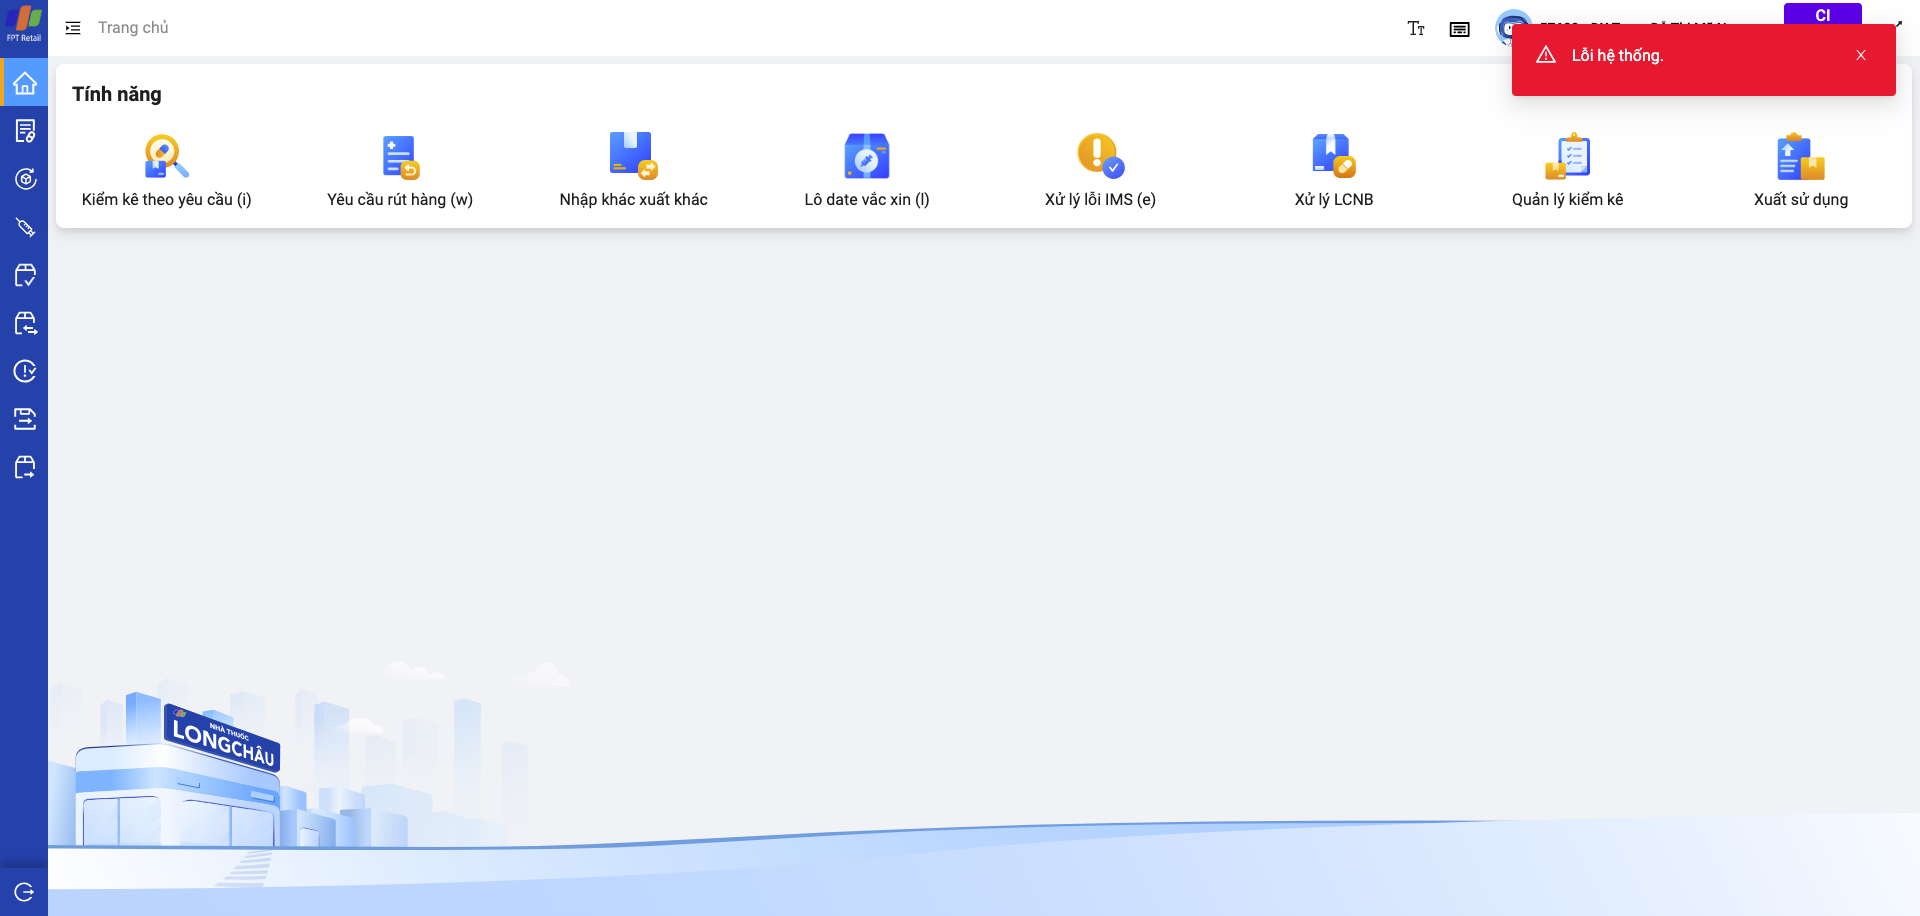 FPT Retail
Trang chủ
CI
Lỗi hệ thống.
Tính năng
Kiểm kê theo yêu cầu (i)
Yêu cầu rút hàng (w)
Nhập khác xuất khác
Lô date vắc xin (l)
Xử lý lỗi IMS (e)
Xử lý LCNB
Quản lý kiểm kê
Xuất sử dụng
NHÀ THUỐC
LONG CHÂU